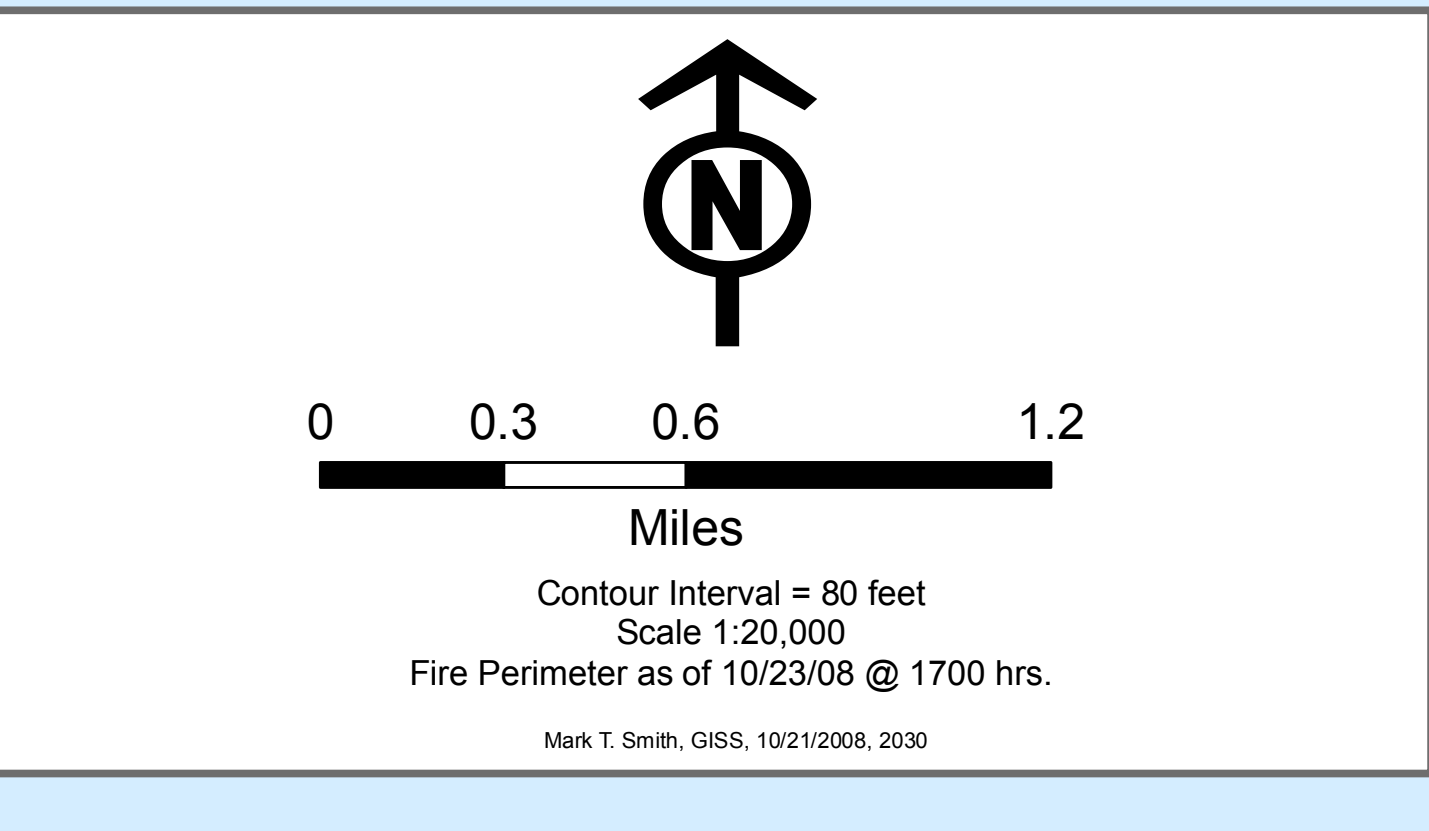 N
0 0.3 0.6 1.2
Miles
Contour Interval = 80 feet
Scale 1:20,000
Fire Perimeter as of 10/23/08 @ 1700 hrs.
Mark T. Smith, GISS, 10/21/2008, 2030